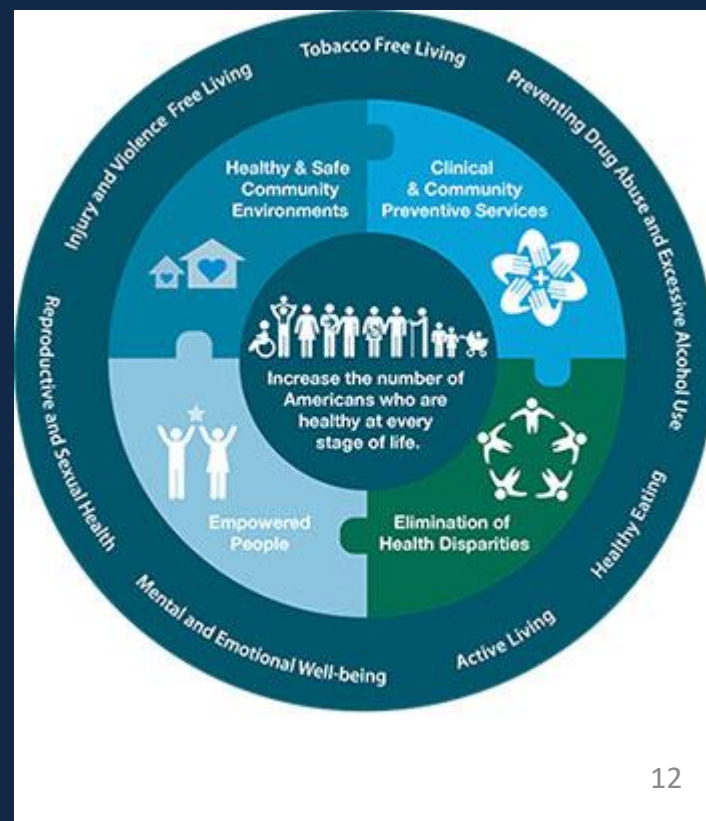 Tobacco Free Living
Preventing Drug Abuse and Excessive Alcohol Use
Healthy Eating
Active Living
Mental and Emotional Well-being
Reproductive and Sexual Health
Injury and Violence Free Living
Healthy & Safe
Community
Environments
Clinical
& Community
Preventive Services
Increase the number of
Americans who are
healthy at every
stage of life.
Empowered
People
Elimination of
Health Disparities
12